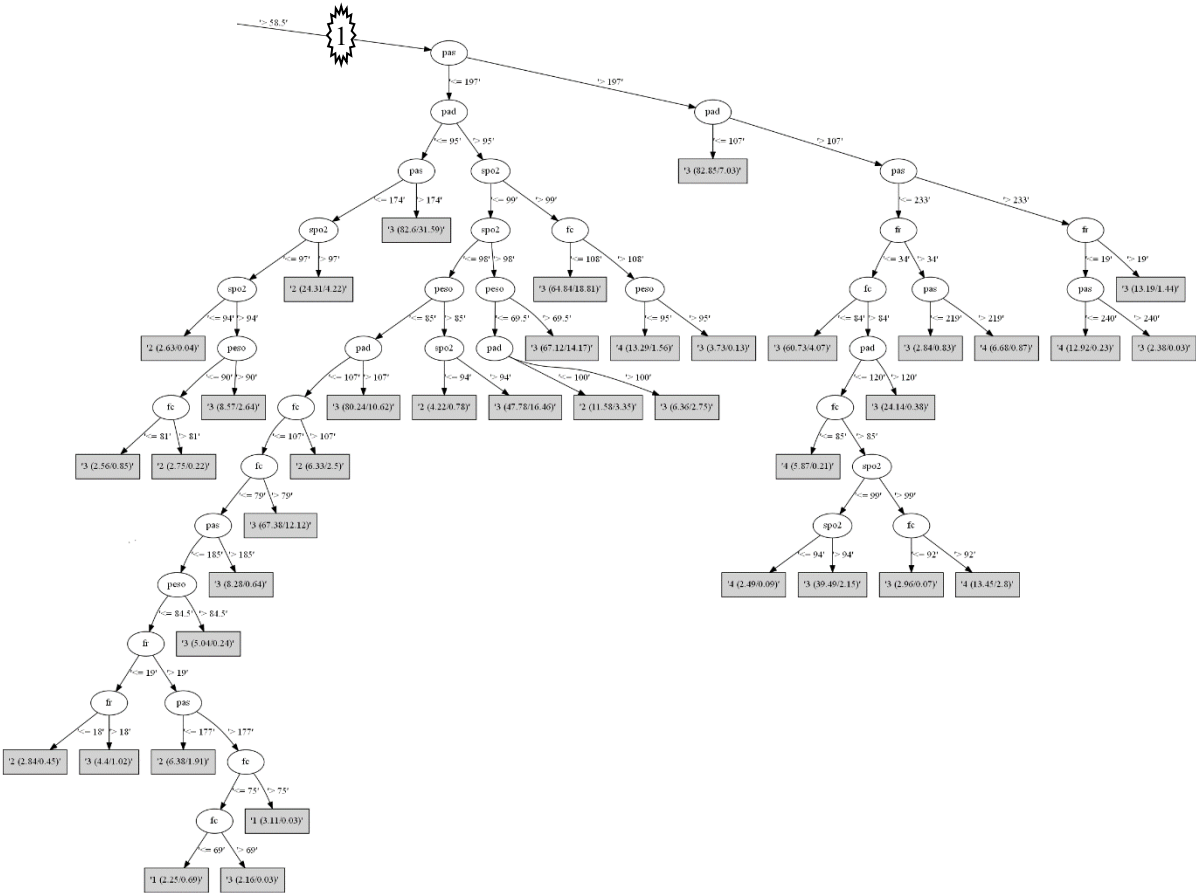 '> 58.5'
1
pas
'<= 197' '> 197'
pad pad
'<= 95' '> 95' '<= 107' '> 107'
pas spo2 '3 (82.85/7.03)' pas
'<= 174' '> 174' '<= 99' '> 99' '<= 233' '> 233'
spo2 '3 (82.6/31.59)' spo2 fc fr fr
'<= 97' '> 97' '<= 98' '> 98' '<= 108' '> 108' '<= 34' '> 34' '<= 19' '> 19'
spo2 '2 (24.31/4.22)' peso peso '3 (64.84/18.81)' peso fc pas pas '3 (13.19/1.44)'
'<= 94' '> 94' '<= 85' '> 85' '<= 69.5' '> 69.5' '<= 95' '> 95' '<= 84' '> 84' '<= 219' '> 219' '<= 240' '> 240'
'2 (2.63/0.04)' peso pad spo2 pad '3 (67.12/14.17)' '4 (13.29/1.56)' '3 (3.73/0.13)' '3 (60.73/4.07)' pad '3 (2.84/0.83)' '4 (6.68/0.87)' '4 (12.92/0.23)' '3 (2.38/0.03)'
'<= 90' '> 90' '<= 107' '> 107' '<= 94' '> 94' '<= 100' '> 100' '<= 120' '> 120'
fc '3 (8.57/2.64)' fc '3 (80.24/10.62)' '2 (4.22/0.78)' '3 (47.78/16.46)' '2 (11.58/3.35)' '3 (6.36/2.75)' fc '3 (24.14/0.38)'
'<= 81' '> 81' '<= 107' '> 107' '<= 85' '> 85'
'3 (2.56/0.85)' '2 (2.75/0.22)' fc '2 (6.33/2.5)' '4 (5.87/0.21)' spo2
'<= 79' '> 79' '<= 99' '> 99'
pas '3 (67.38/12.12)' spo2 fc
'<= 185' '> 185' '<= 94' '> 94' '<= 92' '> 92'
peso '3 (8.28/0.64)' '4 (2.49/0.09)' '3 (39.49/2.15)' '3 (2.96/0.07)' '4 (13.45/2.8)'
'<= 84.5' '> 84.5'
fr '3 (5.04/0.24)'
'<= 19' '> 19'
fr pas
'<= 18' '> 18' '<= 177' '> 177'
'2 (2.84/0.45)' '3 (4.4/1.02)' '2 (6.38/1.91)' fc
'<= 75' '> 75'
fc '1 (3.11/0.03)'
'<= 69' '> 69'
'1 (2.25/0.69)' '3 (2.16/0.03)'